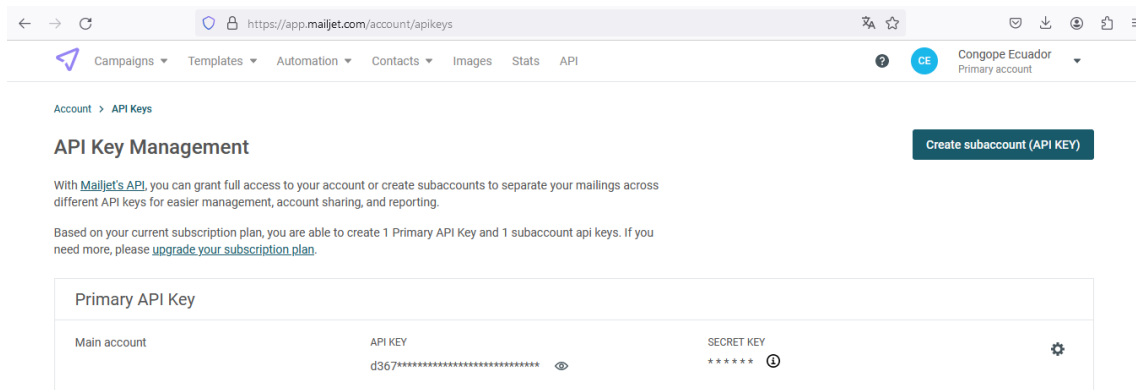 https://app.mailjet.com/account/apikeys
Campaigns Templates Automation Contacts Images Stats API
? CE Congope Ecuador
Primary account
Account > API Keys
API Key Management
Create subaccount (API KEY)
With Mailjet's API, you can grant full access to your account or create subaccounts to separate your mailings across
different API keys for easier management, account sharing, and reporting.
Based on your current subscription plan, you are able to create 1 Primary API Key and 1 subaccount api keys. If you
need more, please upgrade your subscription plan.
Primary API Key
Main account
API KEY
d367****************************
SECRET KEY
* * * * * *